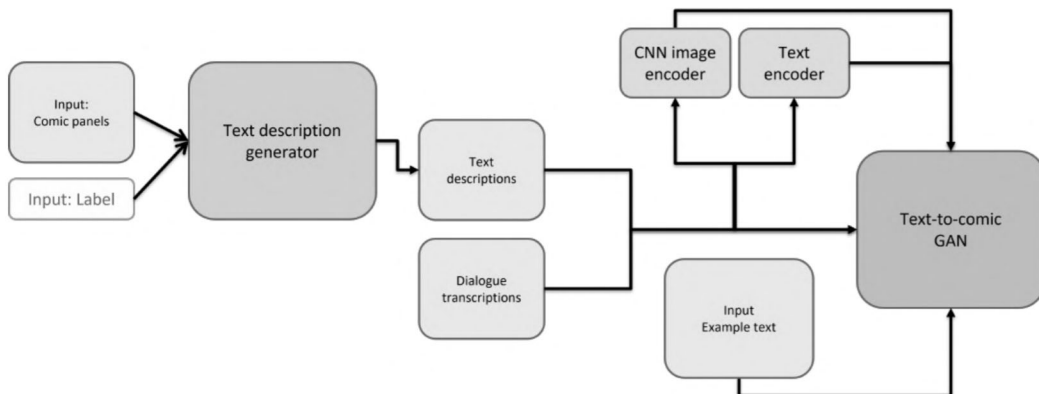 Input:
Comic panels
Input: Label
Text description
generator
Text
descriptions
Dialogue
transcriptions
CNN image
encoder
Text
encoder
Input
Example text
Text-to-comic
GAN